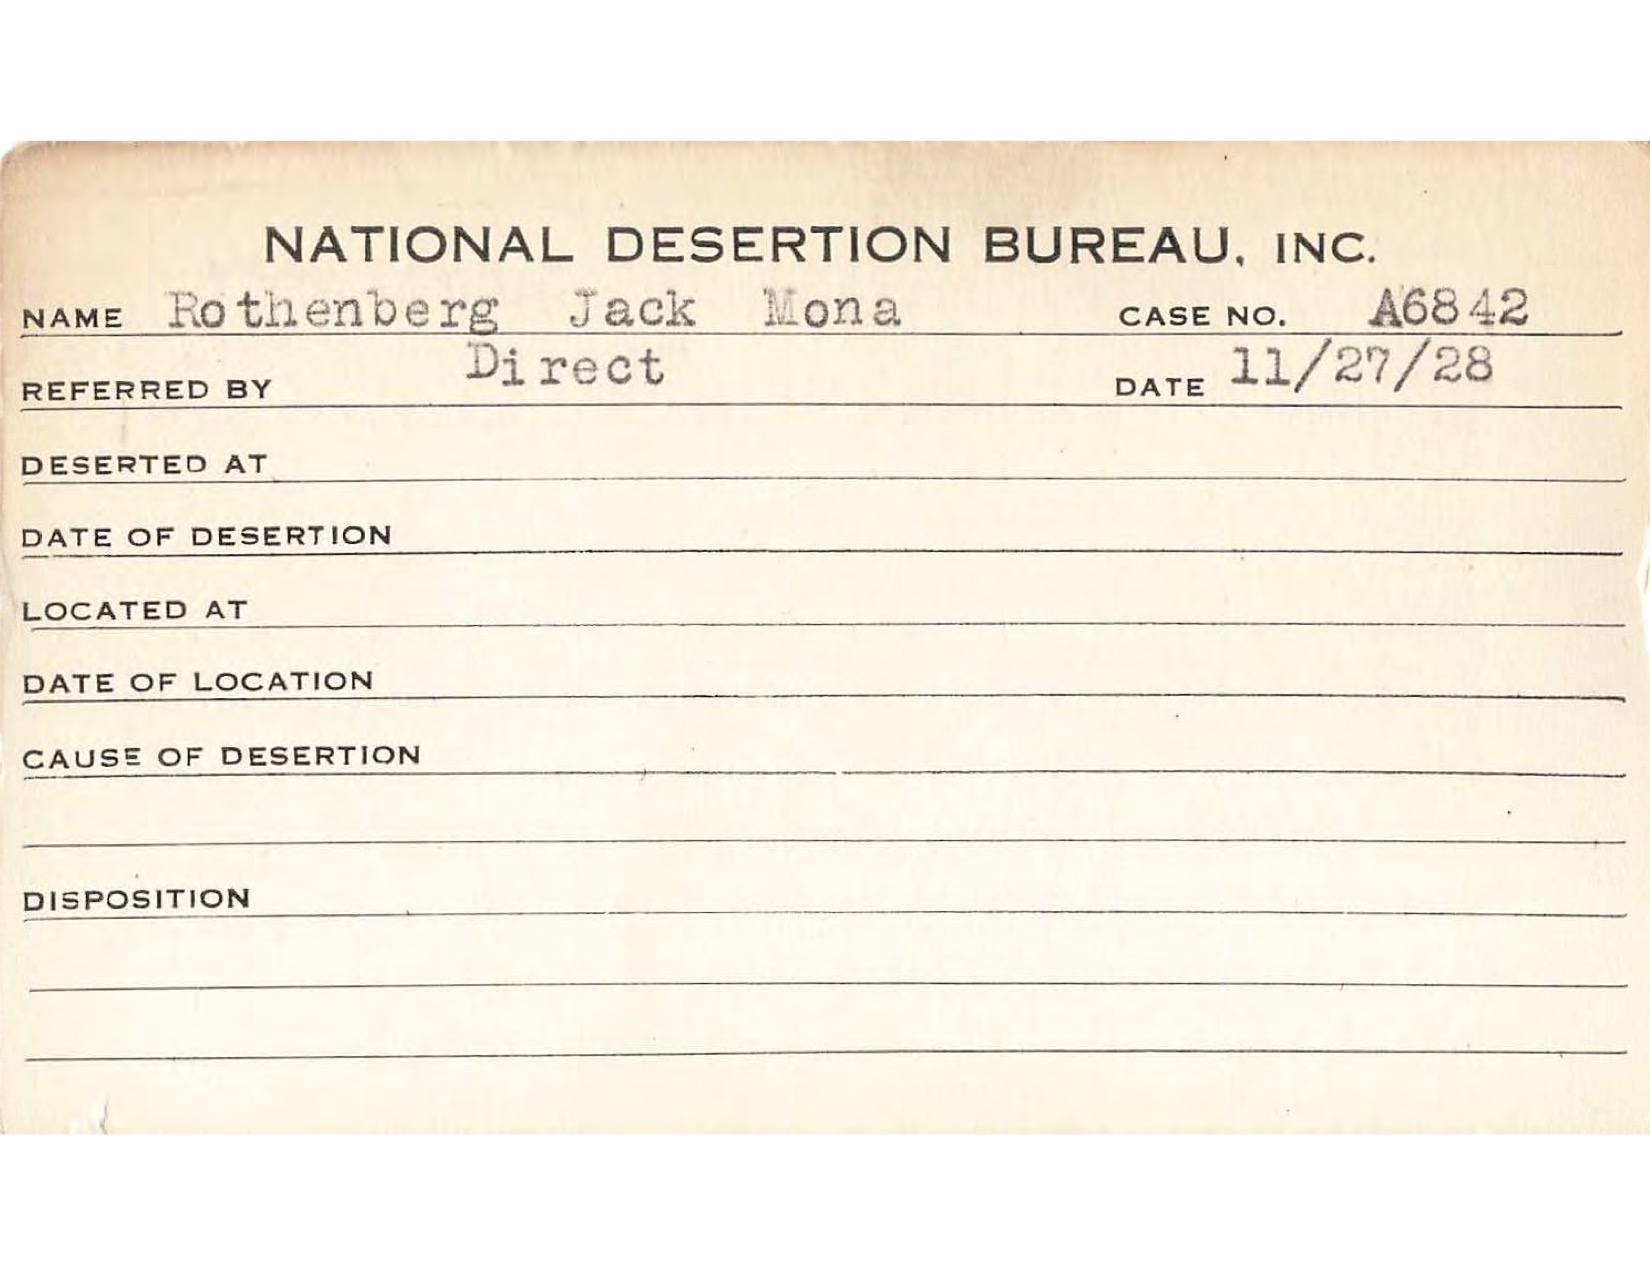 NATIONAL DESERTION BUREAU, INC.
NAME Rothenberg Jack Mona CASE NO. A6842
REFERRED BY Direct DATE 11/27/28
DESERTED AT
DATE OF DESERTION
LOCATED AT
DATE OF LOCATION
CAUSE OF DESERTION
DISPOSITION